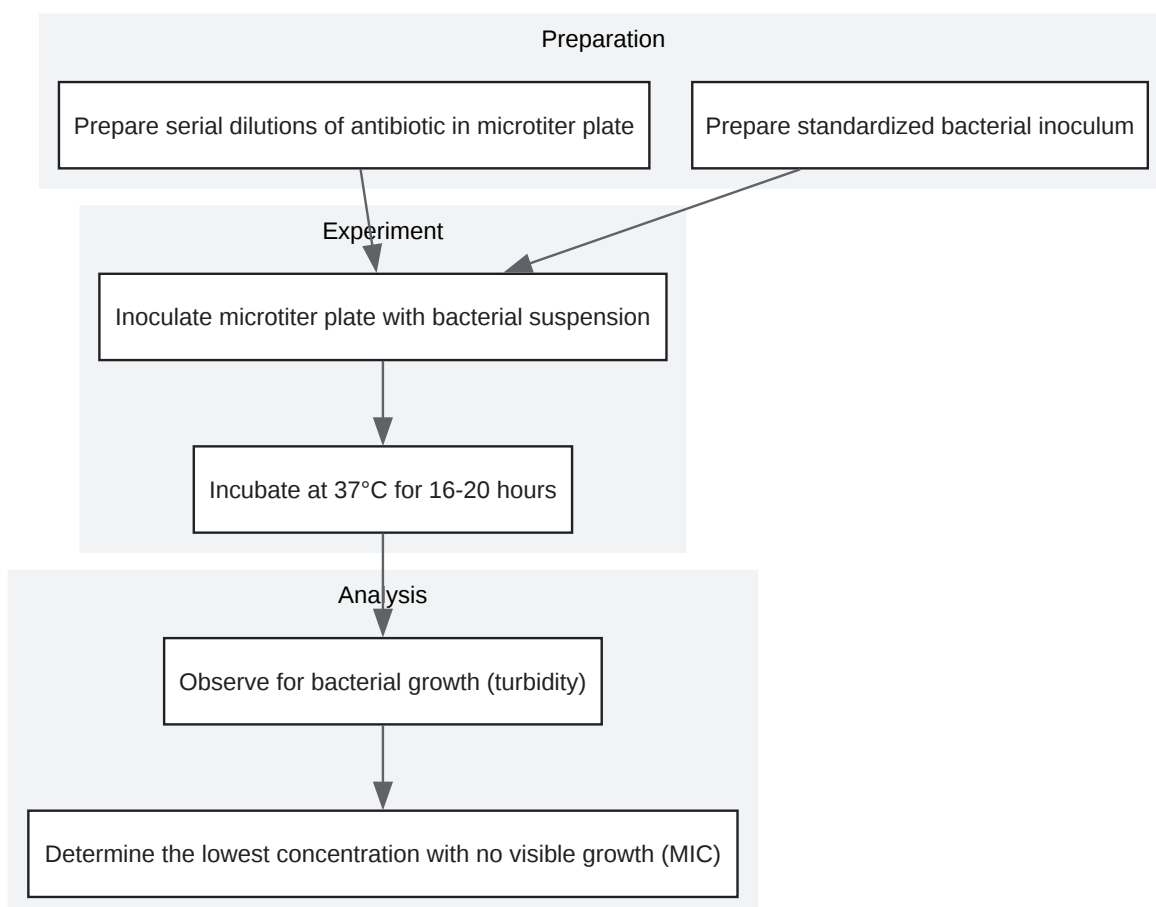 Preparation
Prepare serial dilutions of antibiotic in microtiter plate
Prepare standardized bacterial inoculum
Experiment
Inoculate microtiter plate with bacterial suspension
Incubate at 37°C for 16-20 hours
Analysis
Observe for bacterial growth (turbidity)
Determine the lowest concentration with no visible growth (MIC)